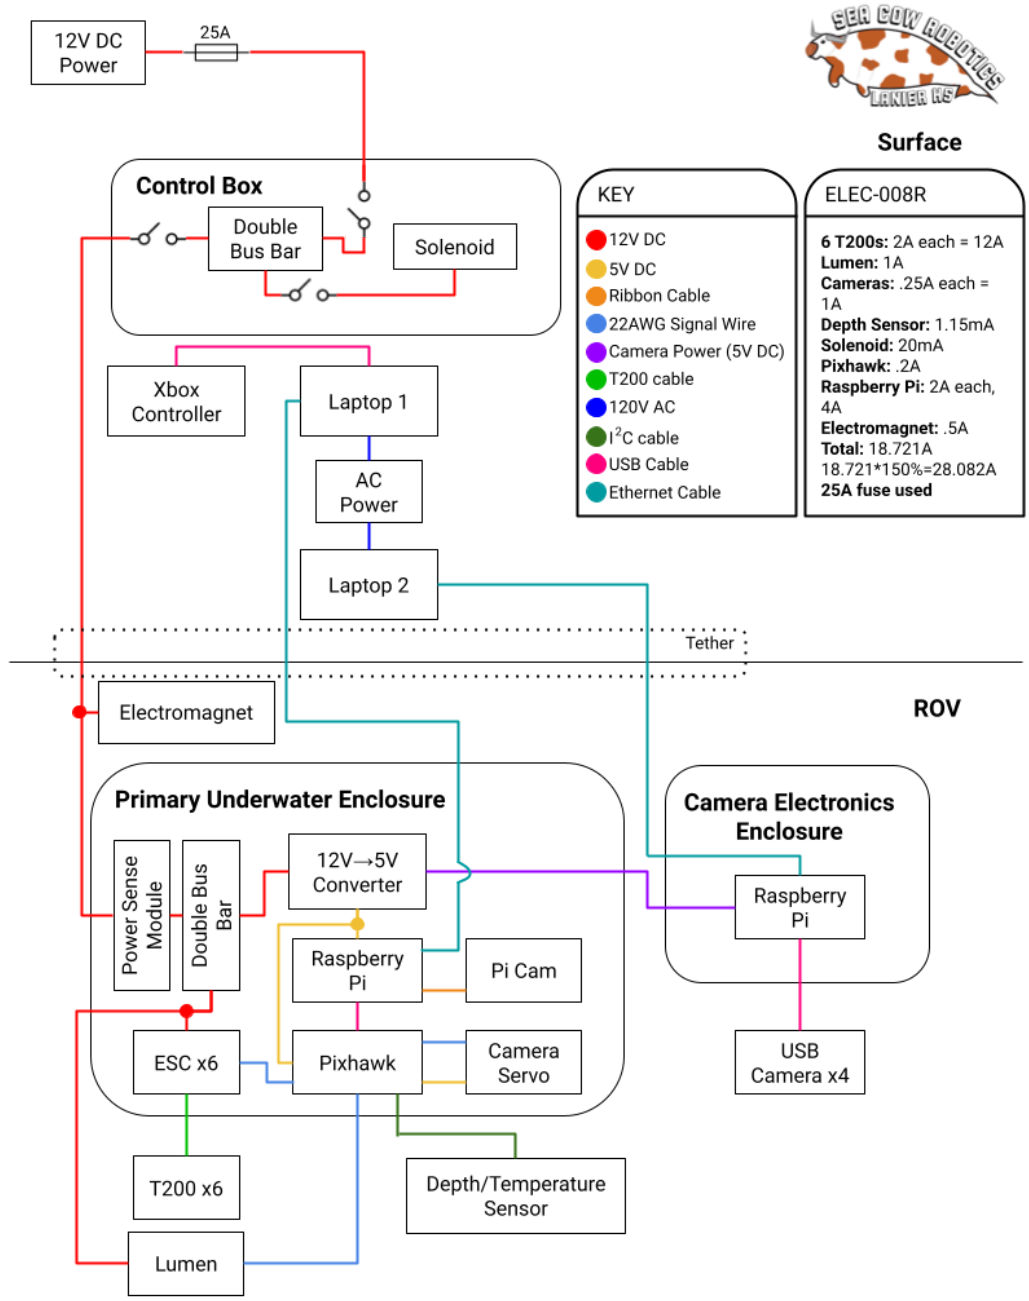 12V DC
Power
25A
SEA COW ROBOTICS
LANIER HS
Surface
Control Box
Double
Bus Bar
Solenoid
KEY
12V DC
5V DC
Ribbon Cable
22AWG Signal Wire
Camera Power (5V DC)
T200 cable
120V AC
I²C cable
USB Cable
Ethernet Cable
ELEC-008R
6 T200s: 2A each = 12A
Lumen: 1A
Cameras: .25A each =
1A
Depth Sensor: 1.15mA
Solenoid: 20mA
Pixhawk: .2A
Raspberry Pi: 2A each,
4A
Electromagnet: .5A
Total: 18.721A
18.721*150%=28.082A
25A fuse used
Xbox
Controller
Laptop 1
AC
Power
Laptop 2
Tether
Electromagnet
ROV
Primary Underwater Enclosure
Power Sense
Module
Double Bus
Bar
12V→5V
Converter
Raspberry
Pi
Pi Cam
ESC x6
Pixhawk
Camera
Servo
T200 x6
Depth/Temperature
Sensor
Lumen
Camera Electronics
Enclosure
Raspberry
Pi
USB
Camera x4